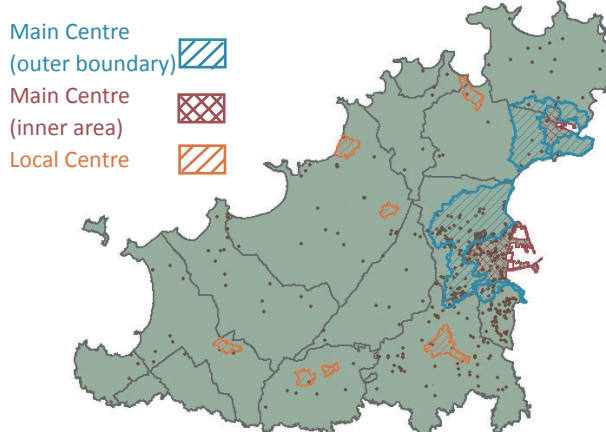 Main Centre
(outer boundary)
Main Centre
(inner area)
Local Centre